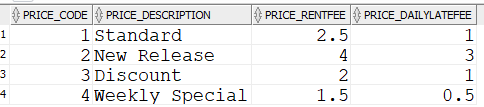 PRICE_CODE PRICE_DESCRIPTION PRICE_RENTFEE PRICE_DAILYLATEFEE
1 1 Standard 2.5 1
2 2 New Release 4 3
3 3 Discount 2 1
4 4 Weekly Special 1.5 0.5